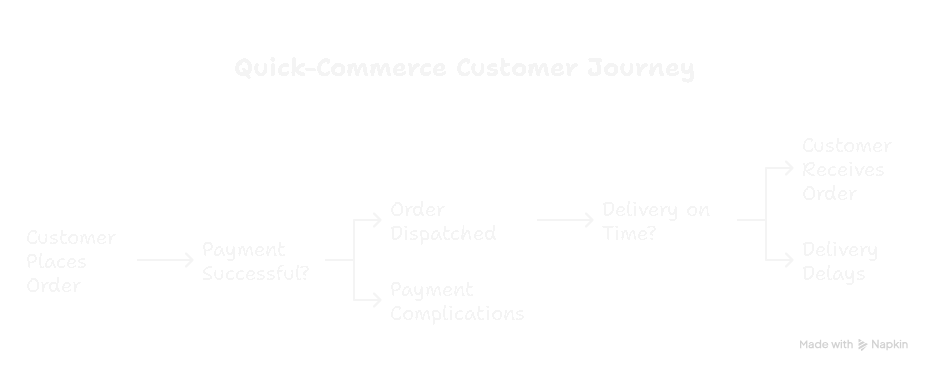 Quick-Commerce Customer Journey
Customer
Places
Order
Payment
Successful?
Order
Dispatched
Payment
Complications
Delivery on
Time?
Customer
Receives
Order
Delivery
Delays
Made with Napkin